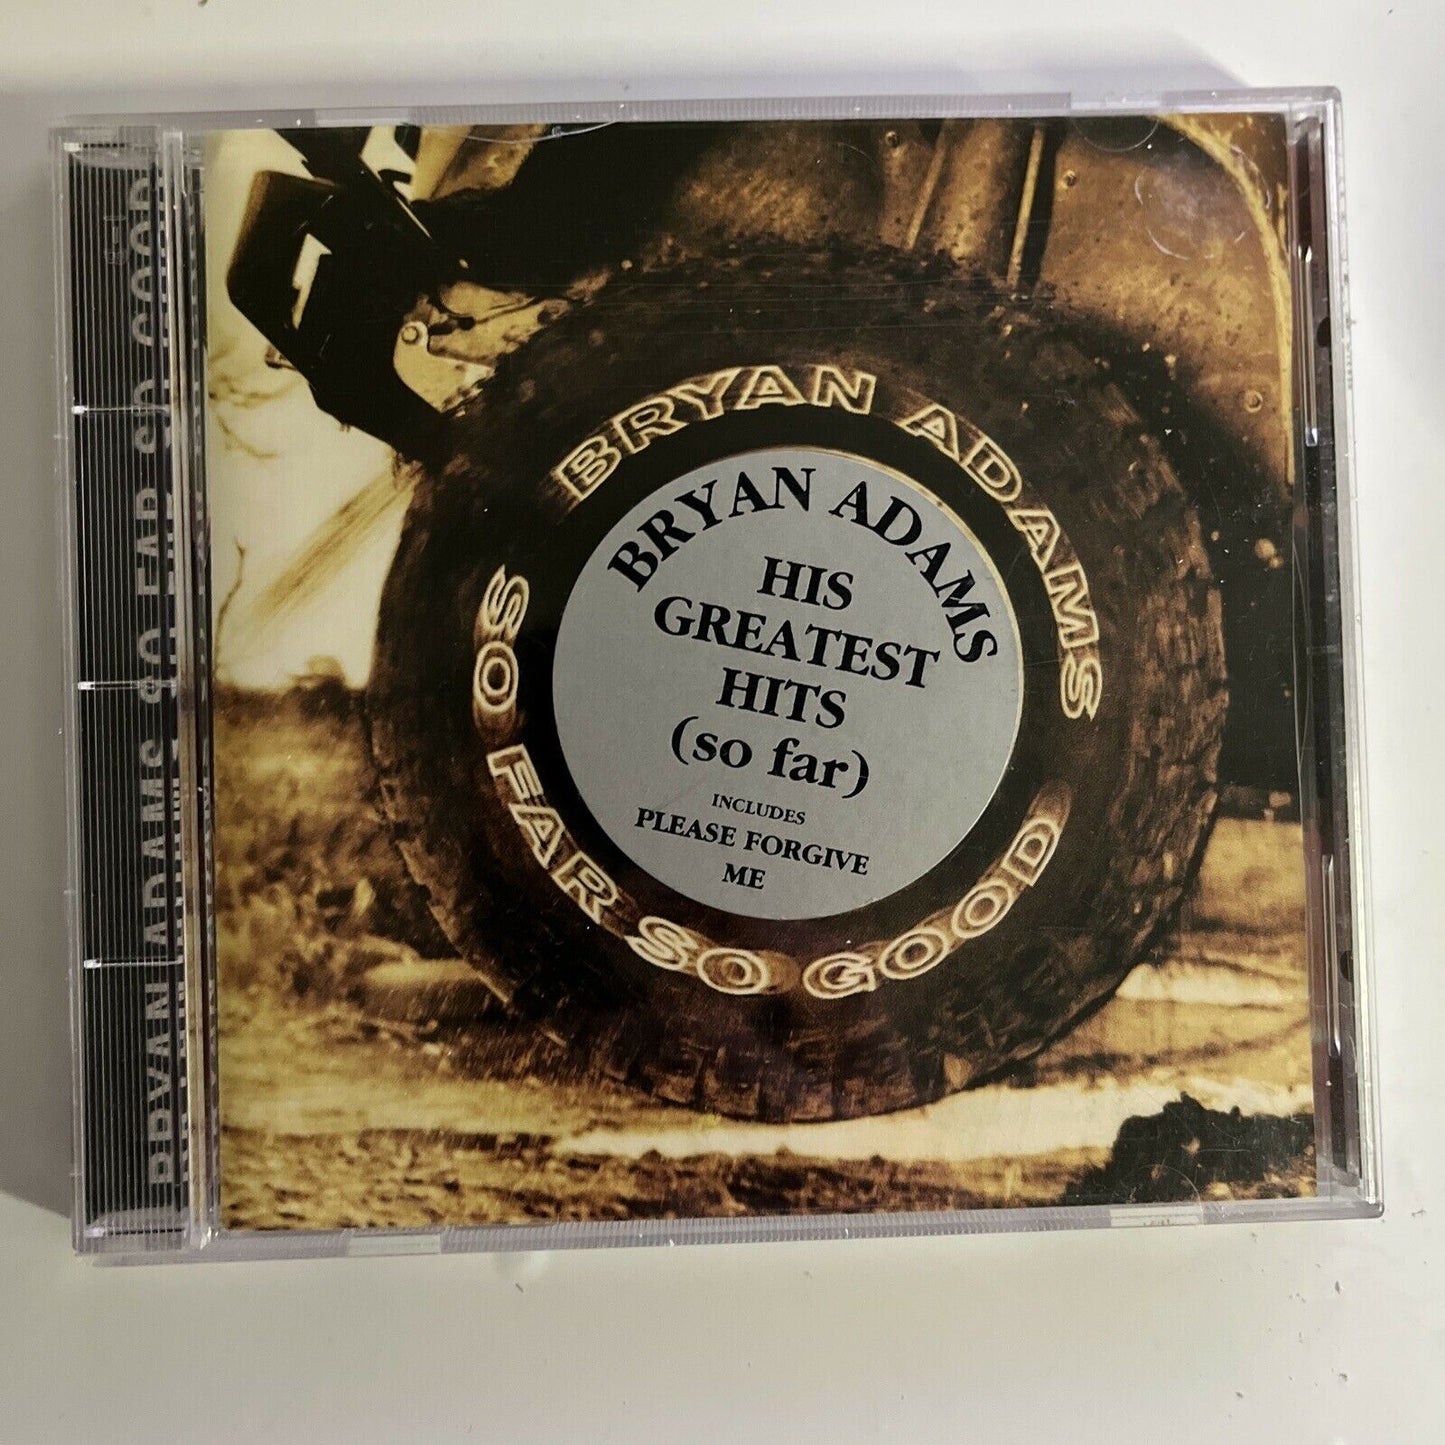 BRYAN ADAMS SO FAR SO GOOD
BRYAN ADAMS
SO FAR SO GOOD
BRYAN ADAMS
HIS
GREATEST
HITS
(so far)
INCLUDES
PLEASE FORGIVE
ME